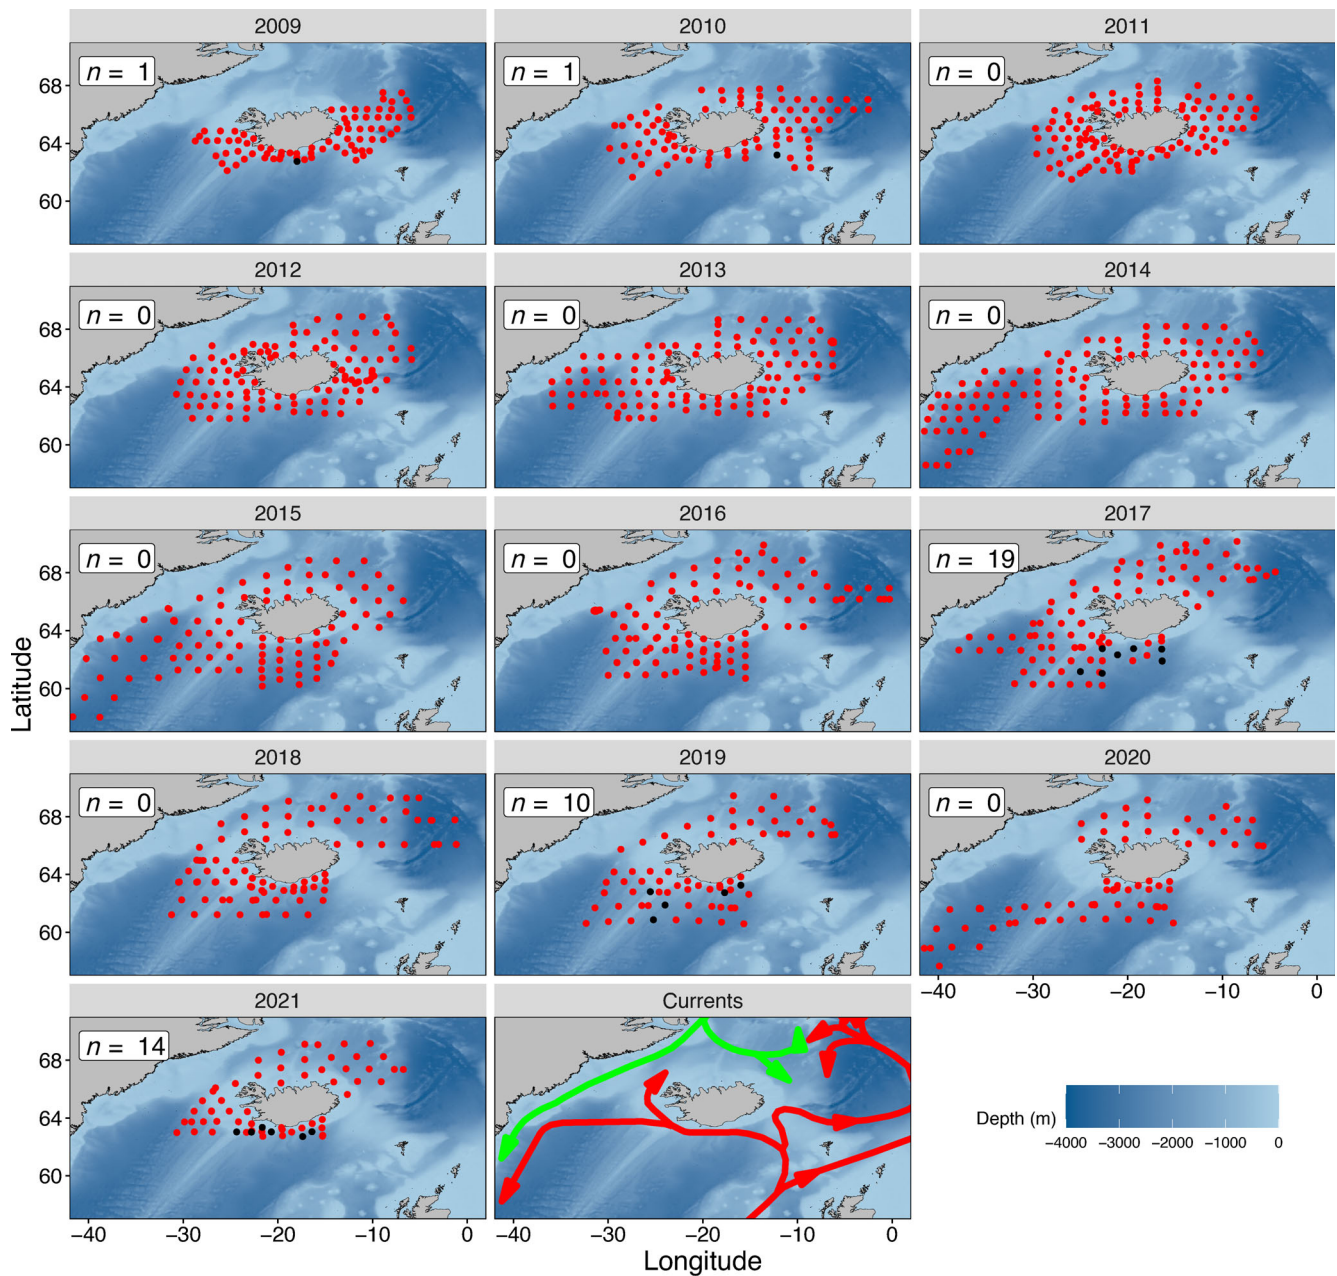 2009
2010
2011
n = 1
n = 1
n = 0
68
64
60
2012
2013
2014
n = 0
n = 0
n = 0
68
64
60
2015
2016
2017
n = 0
n = 0
n = 19
68
64
60
Latitude
2018
2019
2020
n = 0
n = 10
n = 0
68
64
60
−40 −30 −20 −10 0
2021
Currents
n = 14
68
64
60
Depth (m)
−4000 −3000 −2000 −1000 0
−40 −30 −20 −10 0
−40 −30 −20 −10 0
Longitude